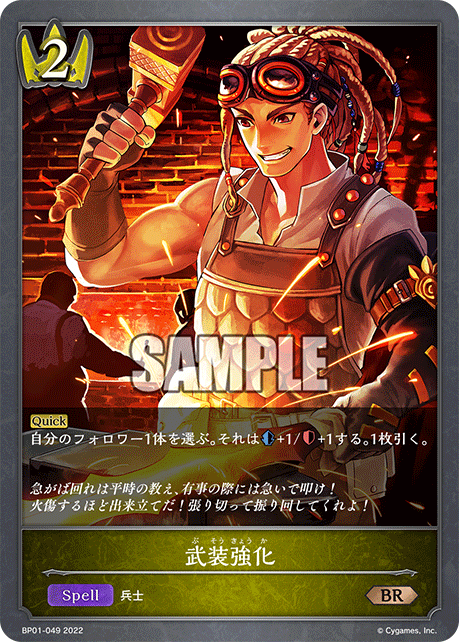 2
SAMPLE
Quick
自分のフォロワー1体を選ぶ。それは+1/+1する。1枚引く。
急がば回れは平時の教え、有事の際には急いで叩け！
火傷するほど出来立てだ！張り切って振り回してくれよ！
ぶそうきょうか
武装強化
Spell 兵士 BR
BP01-049 2022 © Cygames, Inc.